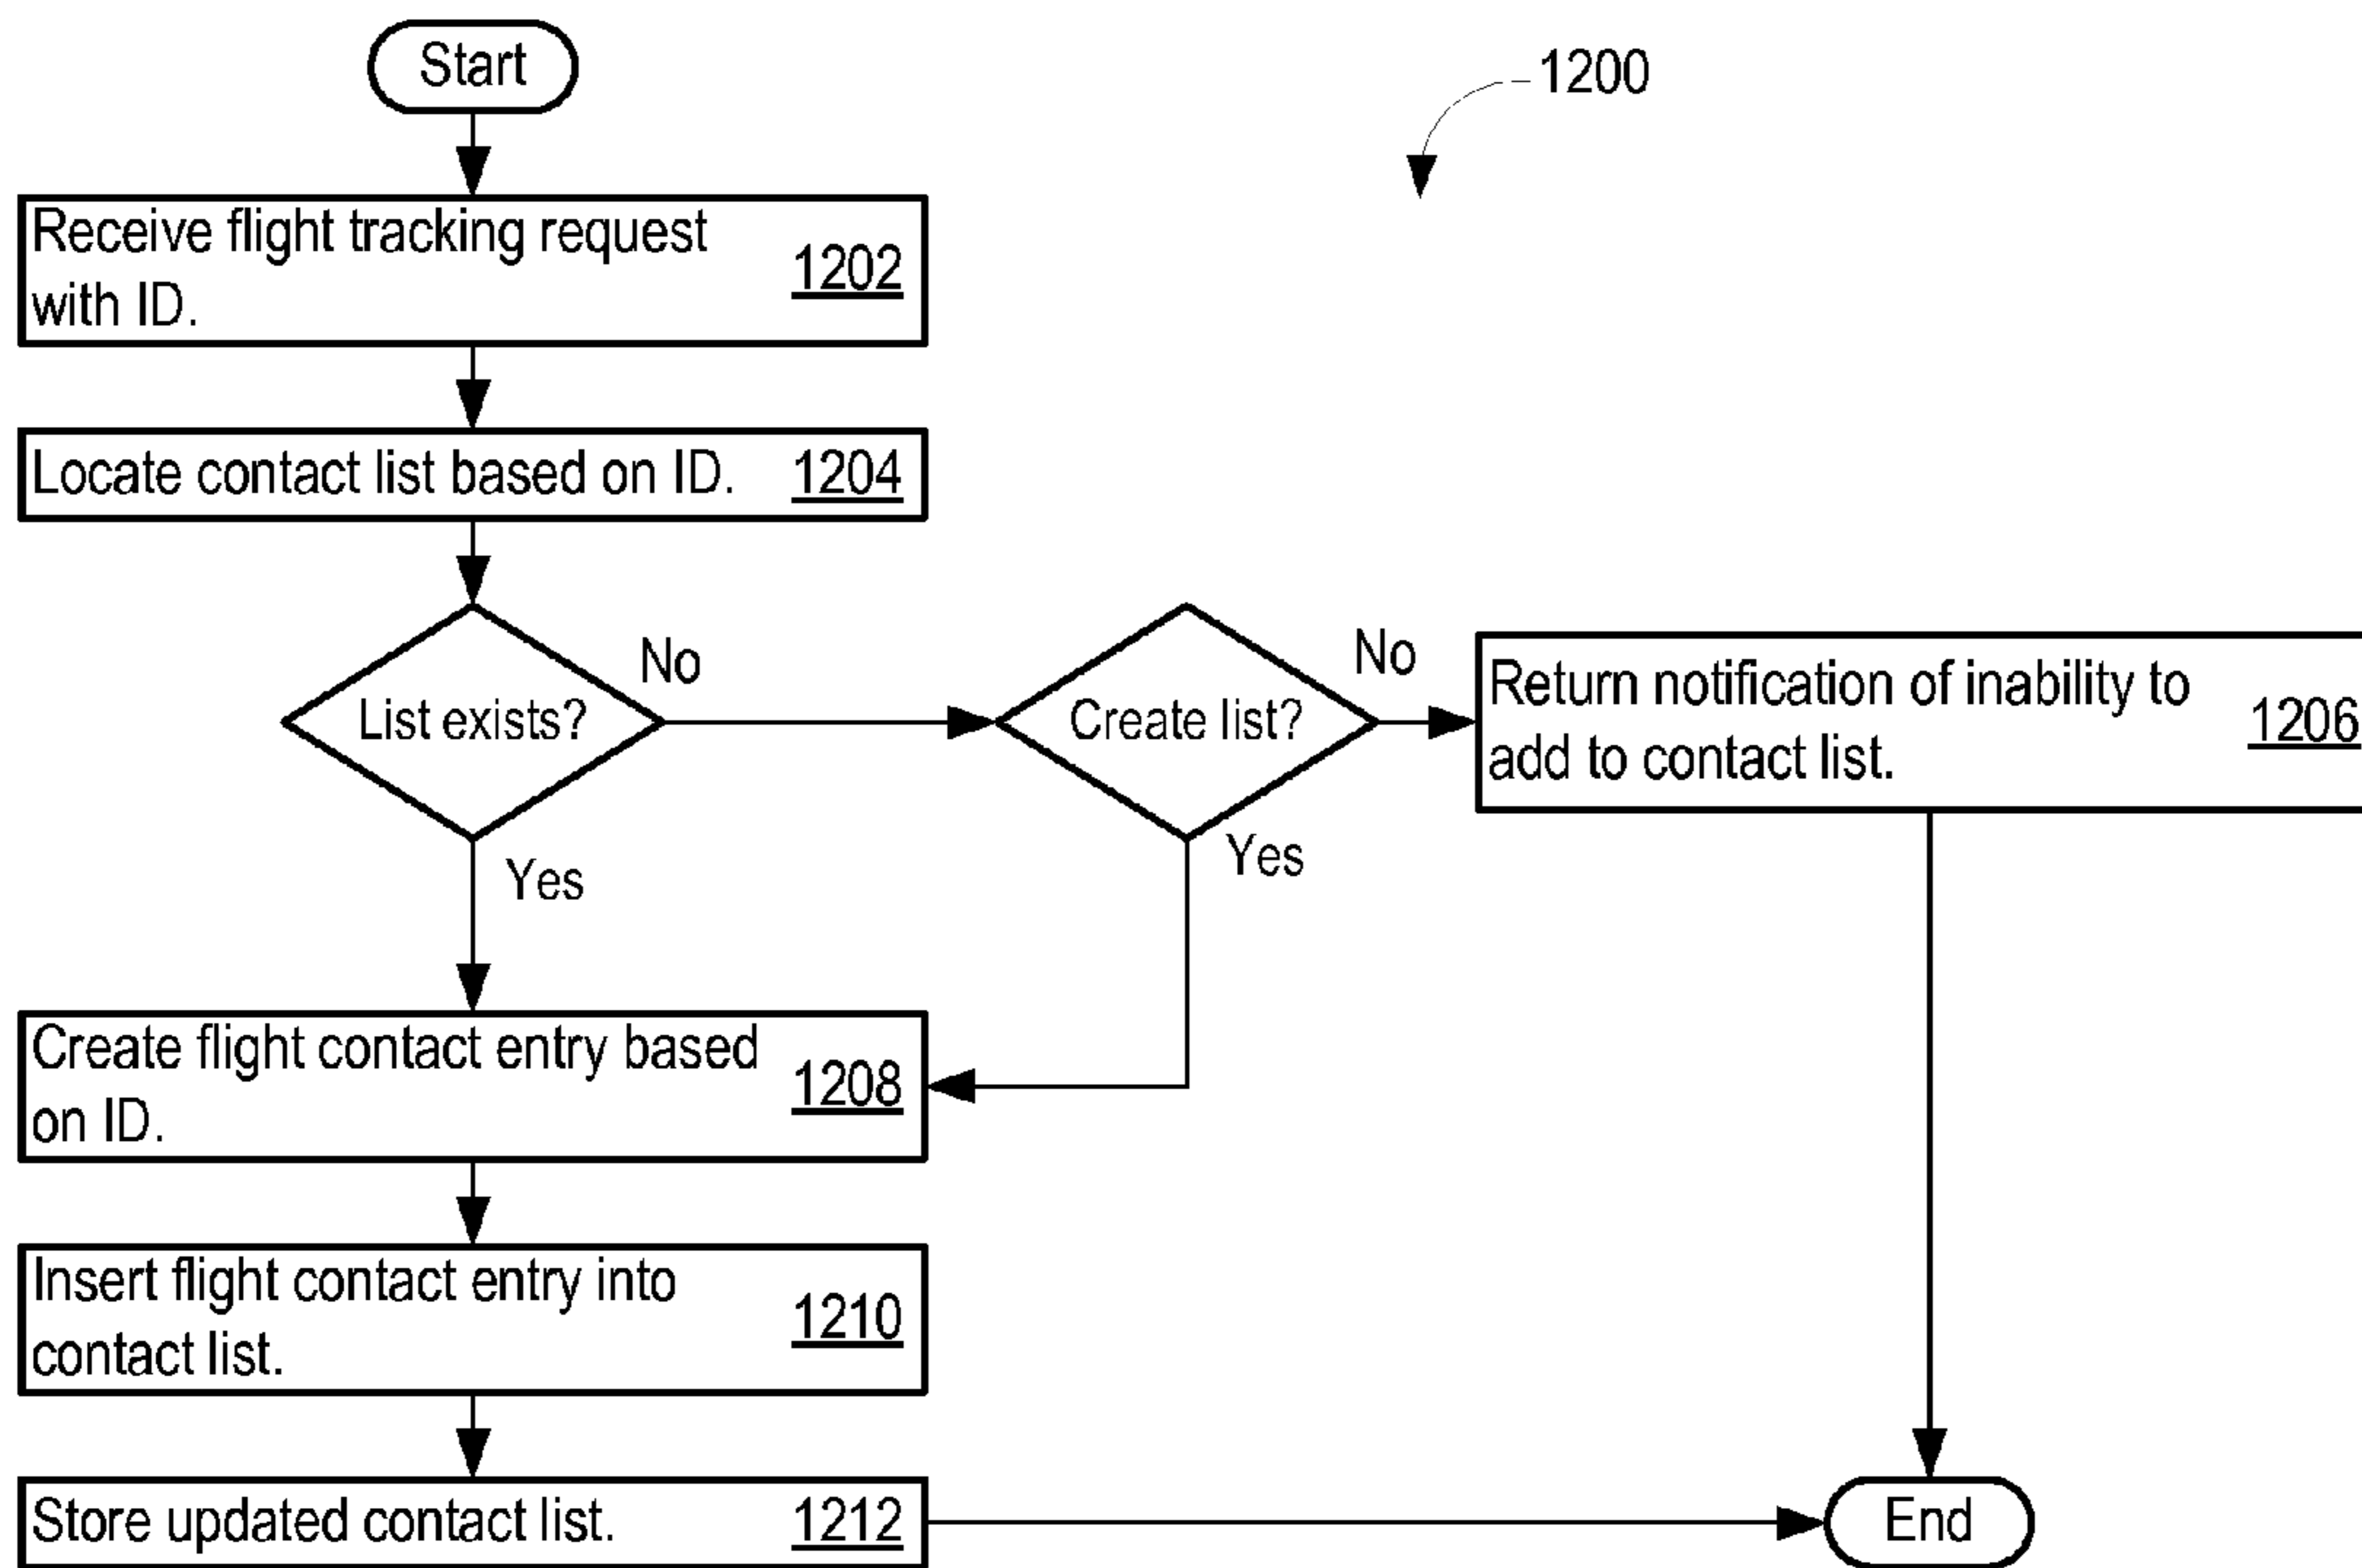 Start
1200
Receive flight tracking request
with ID.
1202
Locate contact list based on ID. 1204
List exists?
No
Yes
Create list?
No
Yes
Return notification of inability to
add to contact list.
1206
Create flight contact entry based
on ID.
1208
Insert flight contact entry into
contact list.
1210
Store updated contact list. 1212
End